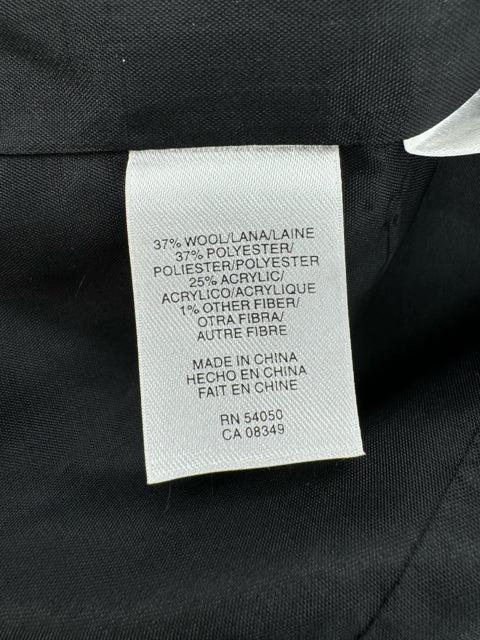 37% WOOL/LANA/LAINE
37% POLYESTER/
POLIESTER/POLYESTER
25% ACRYLIC/
ACRYLICO/ACRYLIQUE
1% OTHER FIBER/
OTRA FIBRA/
AUTRE FIBRE
MADE IN CHINA
HECHO EN CHINA
FAIT EN CHINE
RN 54050
CA 08349